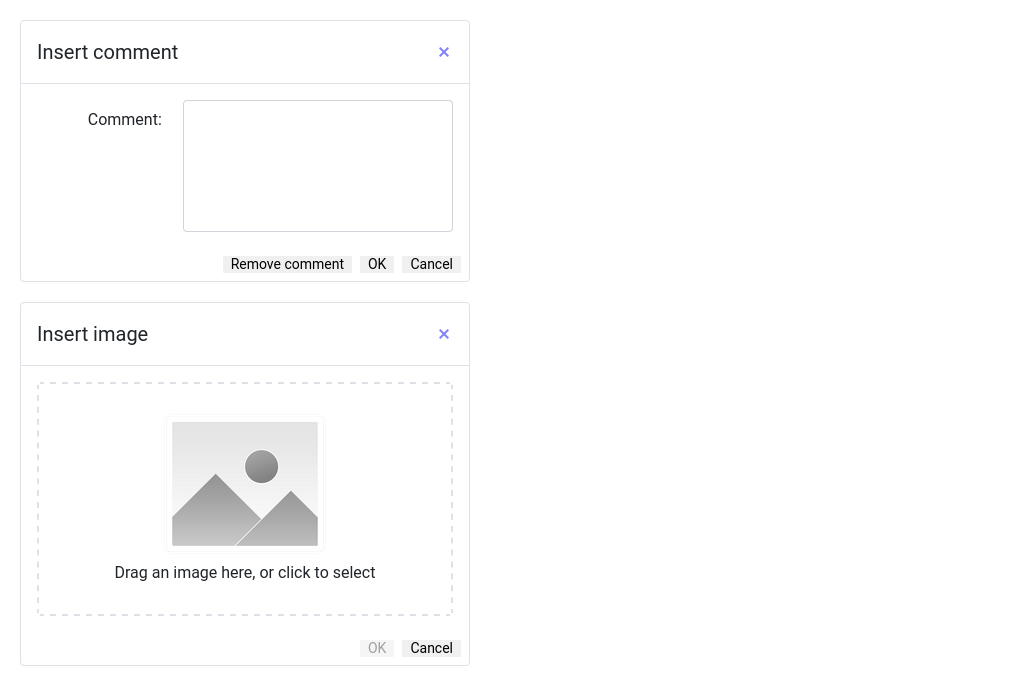 Insert comment
Comment:
Remove comment OK Cancel
Insert image
Drag an image here, or click to select
OK Cancel